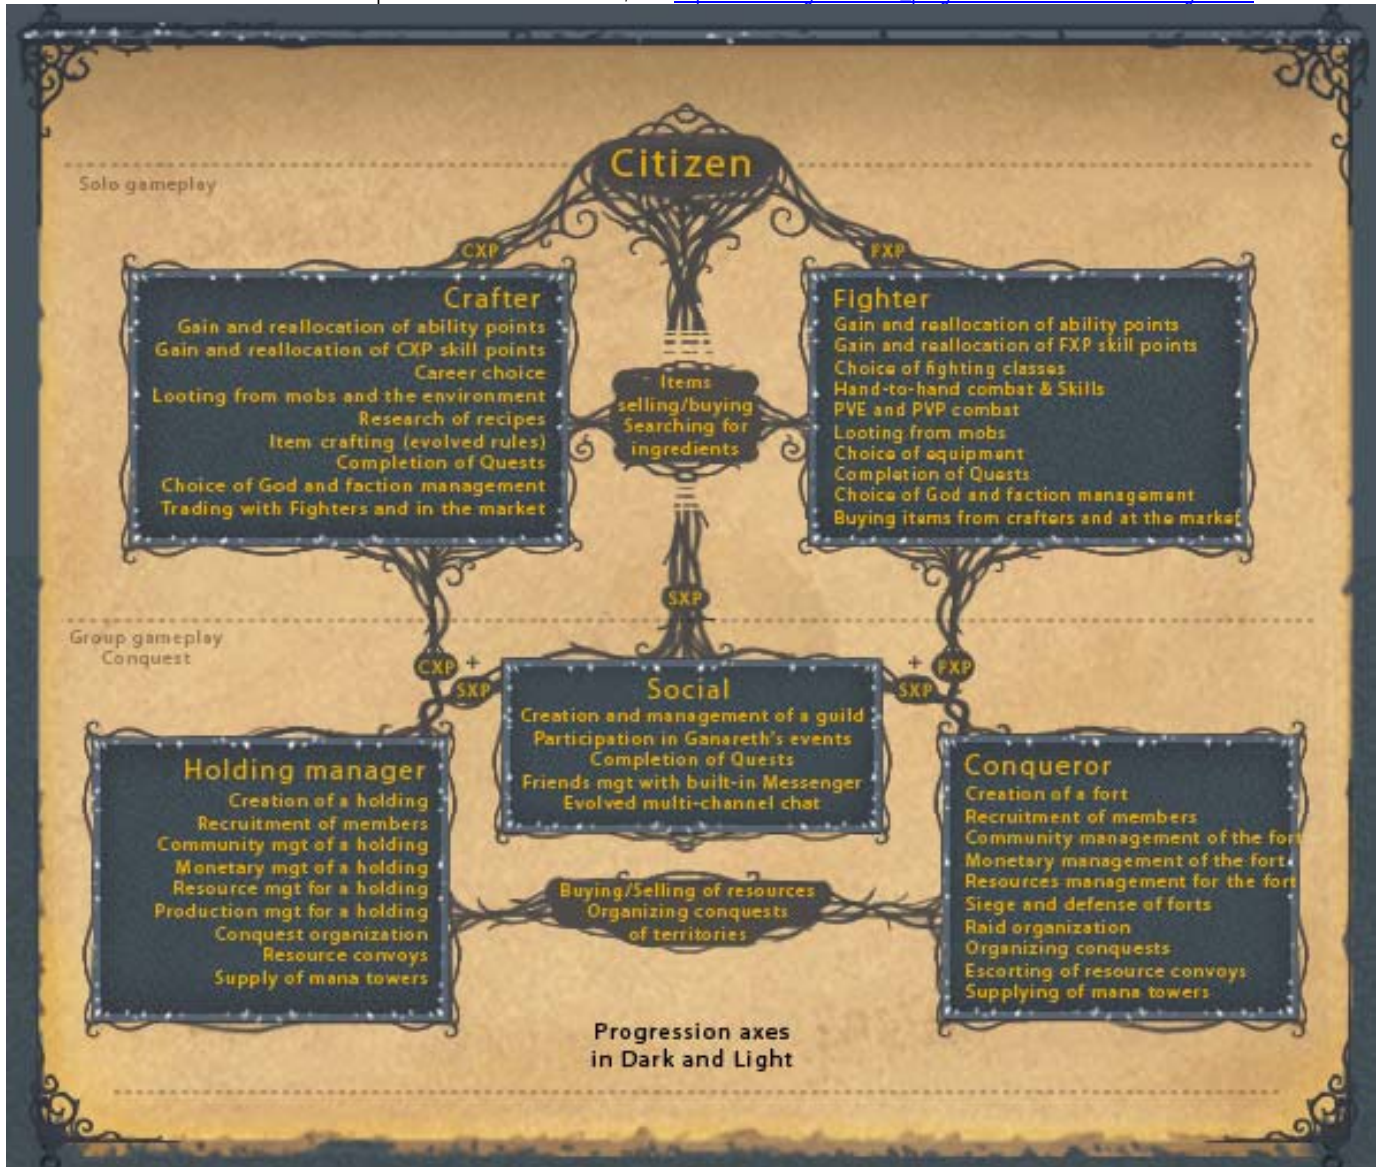 Citizen
Solo gameplay
CXP
FXP
Crafter
Gain and reallocation of ability points
Gain and reallocation of CXP skill points
Career choice
Looting from mobs and the environment
Research of recipes
Item crafting (evolved rules)
Completion of Quests
Choice of God and faction management
Trading with Fighters and in the market
Items
selling/buying
Searching for
ingredients
Fighter
Gain and reallocation of ability points
Gain and reallocation of FXP skill points
Choice of fighting classes
Hand-to-hand combat & Skills
PVE and PVP combat
Looting from mobs
Choice of equipment
Completion of Quests
Choice of God and faction management
Buying items from crafters and at the market
SXP
Group gameplay
Conquest
CXP +
SXP
+ FXP
SXP
Social
Creation and management of a guild
Participation in Ganareth's events
Completion of Quests
Friends mgt with built-in Messenger
Evolved multi-channel chat
Holding manager
Creation of a holding
Recruitment of members
Community mgt of a holding
Monetary mgt of a holding
Resource mgt for a holding
Production mgt for a holding
Conquest organization
Resource convoys
Supply of mana towers
Buying/Selling of resources
Organizing conquests
of territories
Conqueror
Creation of a fort
Recruitment of members
Community management of the fort
Monetary management of the fort
Resources management for the fort
Siege and defense of forts
Raid organization
Organizing conquests
Escorting of resource convoys
Supplying of mana towers
Progression axes
in Dark and Light